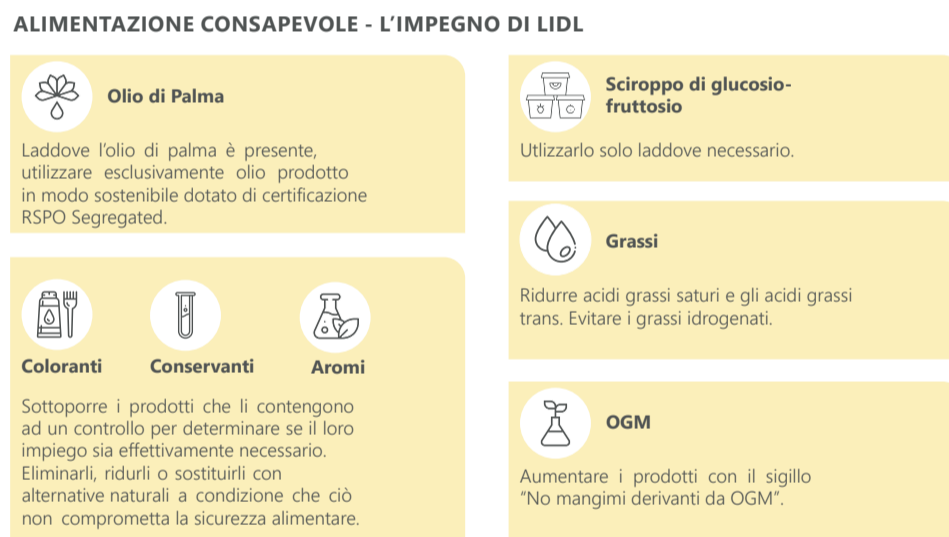 ALIMENTAZIONE CONSAPEVOLE - L'IMPEGNO DI LIDL
Olio di Palma
Laddove l'olio di palma è presente,
utilizzare esclusivamente olio prodotto
in modo sostenibile dotato di certificazione
RSPO Segregated.
Coloranti
Conservanti
Aromi
Sottoporre i prodotti che li contengono
ad un controllo per determinare se il loro
impiego sia effettivamente necessario.
Eliminarli, ridurli o sostituirli con
alternative naturali a condizione che ciò
non comprometta la sicurezza alimentare.
Sciroppo di glucosio-
fruttosio
Utlizzarlo solo laddove necessario.
Grassi
Ridurre acidi grassi saturi e gli acidi grassi
trans. Evitare i grassi idrogenati.
OGM
Aumentare i prodotti con il sigillo
“No mangimi derivanti da OGM”.